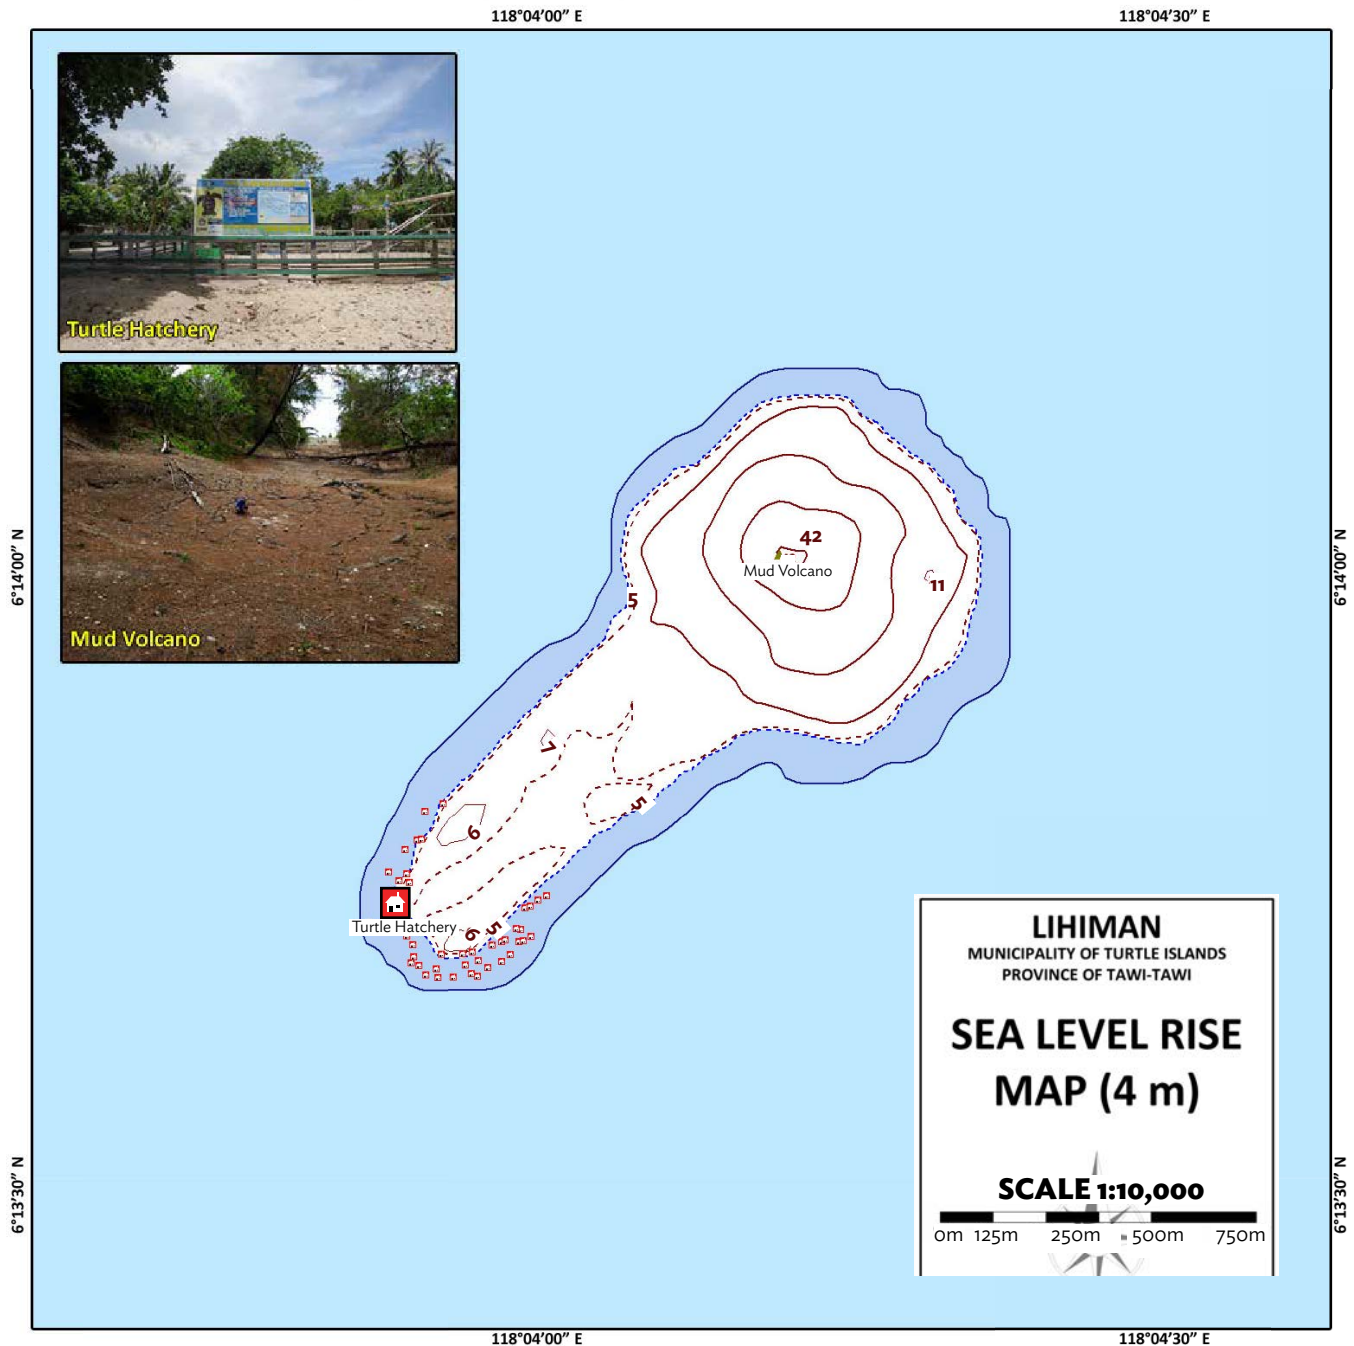 118°04'00" E
118°04'30" E
Turtle Hatchery
Mud Volcano
6°14'00" N
6°14'00" N
42
Mud Volcano
11
5
7
5
6
Turtle Hatchery
6
5
LIHIMAN
MUNICIPALITY OF TURTLE ISLANDS
PROVINCE OF TAWI-TAWI
SEA LEVEL RISE
MAP (4 m)
SCALE 1:10,000
0m 125m 250m 500m 750m
6°13'30" N
6°13'30" N
118°04'00" E
118°04'30" E